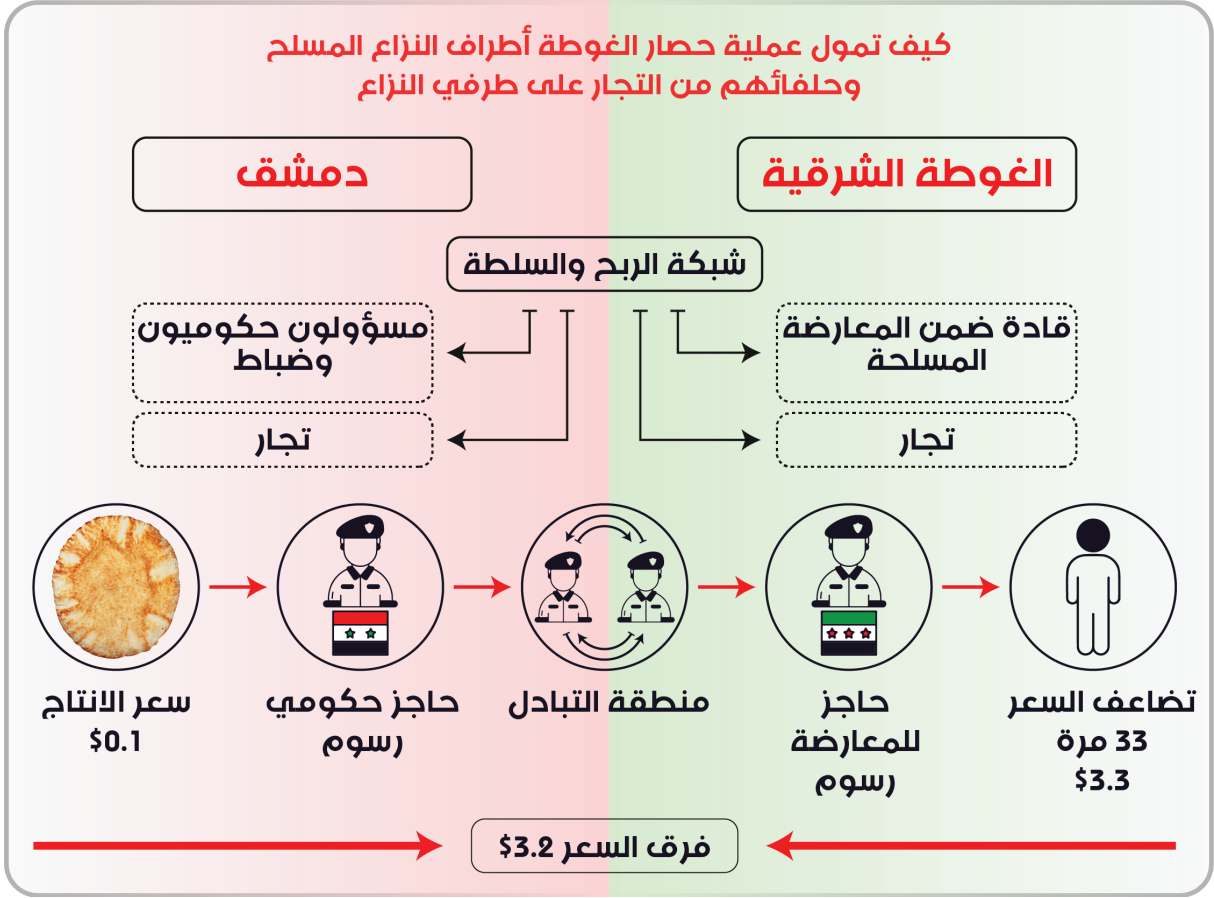 كيف تمول عملية حصار الغوطة أطراف النزاع المسلح
وحلفائهم من التجار على طرفي النزاع
الغوطة الشرقية
دمشق
شبكة الربح والسلطة
قادة ضمن المعارضة
المسلحة
تجار
مسؤولون حكوميون
وضباط
تجار
سعر الانتاج
$0.1
حاجز حكومي
رسوم
منطقة التبادل
حاجز
للمعارضة
رسوم
تضاعف السعر
33 مرة
$3.3
فرق السعر 3.2$